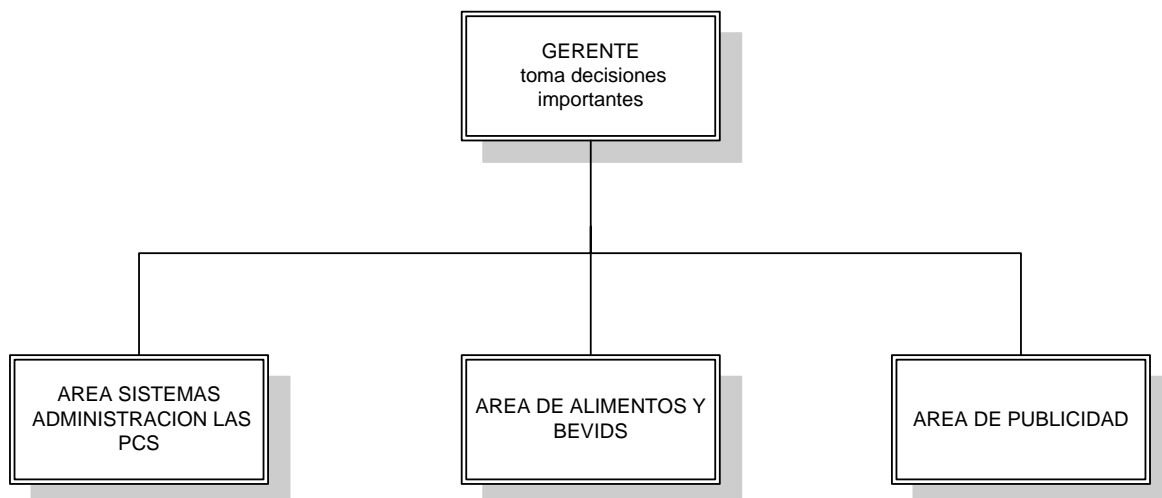 GERENTE
toma decisiones
importantes
AREA SISTEMAS
ADMINISTRACION LAS
PCS
AREA DE ALIMENTOS Y
BEVIDS
AREA DE PUBLICIDAD